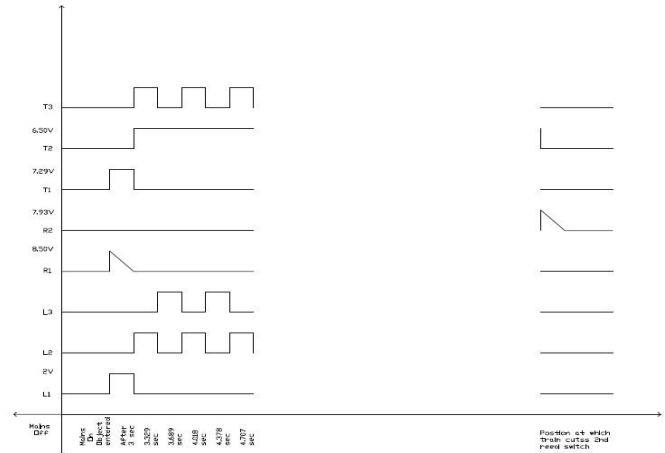 T3
6.50V
T2
7.29V
T1
7.93V
R2
8.50V
R1
L3
L2
2V
L1
Mains
Off
Mains
On
Object
entered
After
3 sec
3.329
sec
3.689
sec
4.018
sec
4.378
sec
4.707
sec
Position at which
train cutss 2nd
reed switch